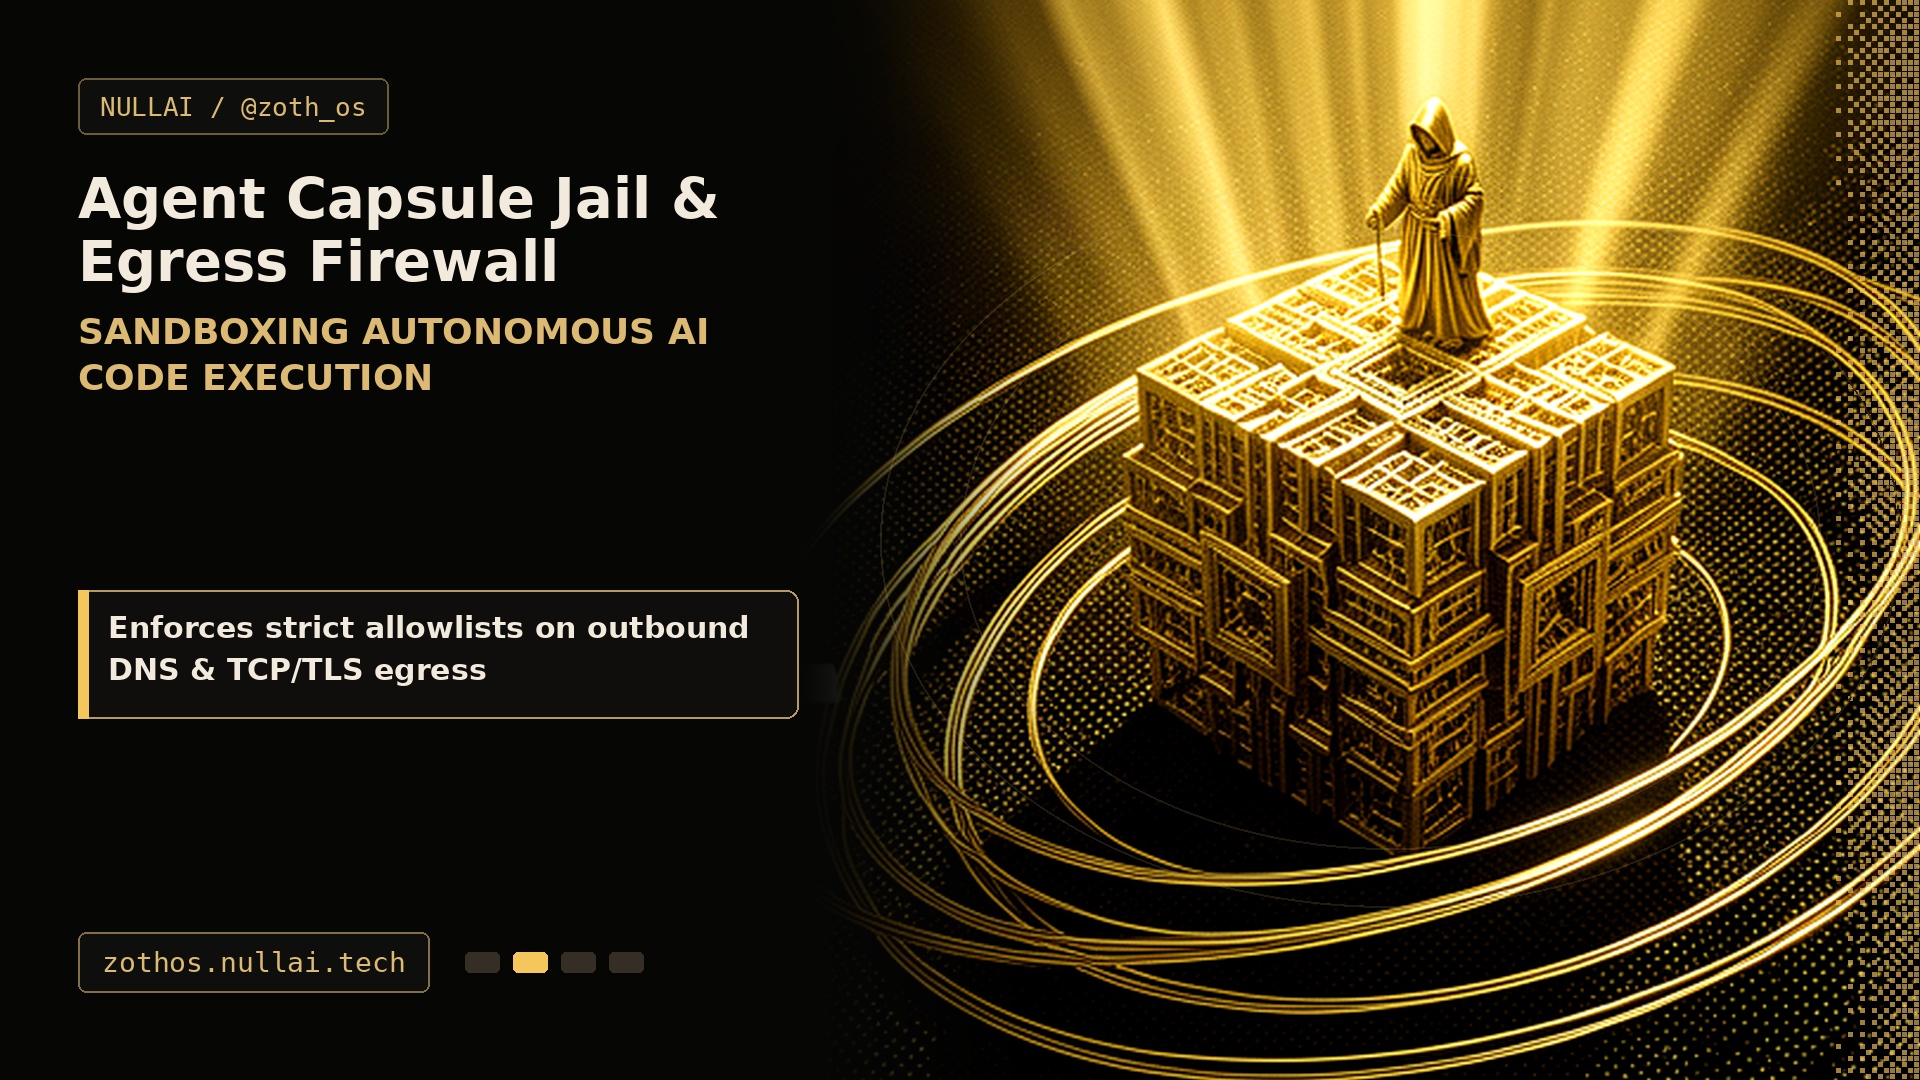 NULLAI / @zoth_os
Agent Capsule Jail &
Egress Firewall
SANDBOXING AUTONOMOUS AI
CODE EXECUTION
Enforces strict allowlists on outbound
DNS & TCP/TLS egress
zothos.nullai.tech